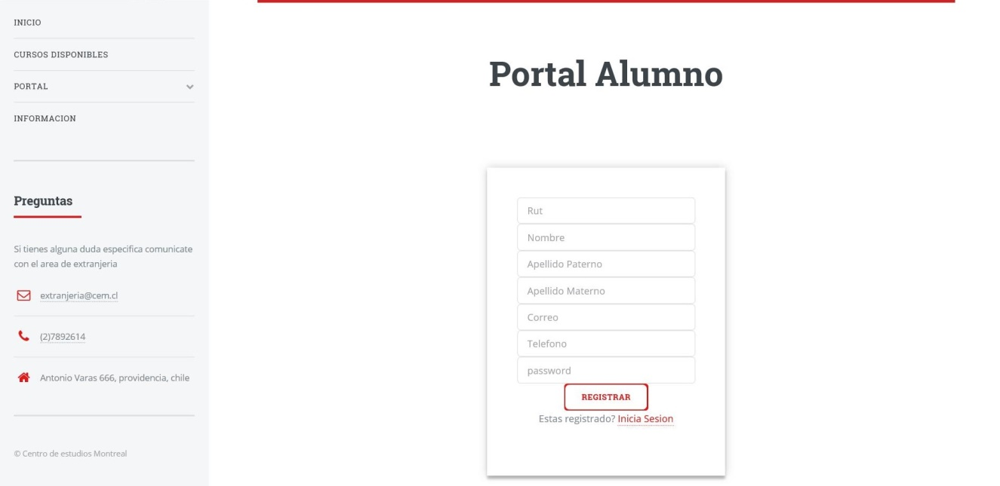 INICIO
CURSOS DISPONIBLES
PORTAL
INFORMACION
Preguntas
Si tienes alguna duda especifica comunicate
con el area de extranjeria
extranjeria@cem.cl
(2)7892614
Antonio Varas 666, providencia, chile
© Centro de estudios Montreal
Portal Alumno
Rut
Nombre
Apellido Paterno
Apellido Materno
Correo
Telefono
password
REGISTRAR
Estas registrado? Inicia Sesion